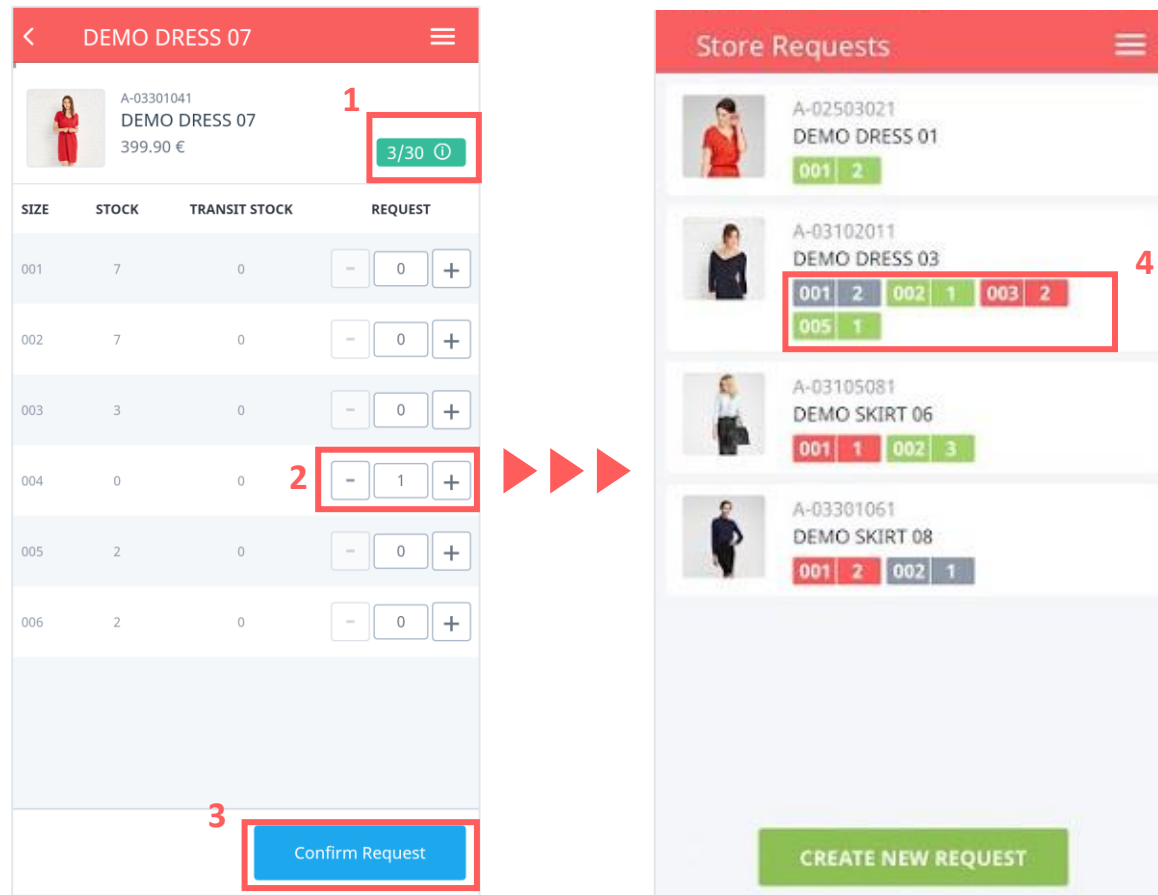 DEMO DRESS 07
A-03301041
DEMO DRESS 07
399.90 €
1
3/30
SIZE STOCK TRANSIT STOCK REQUEST
001 7 0 - 0 +
002 7 0 - 0 +
003 3 0 - 0 +
004 0 0 2 - 1 +
005 2 0 - 0 +
006 2 0 - 0 +
3
Confirm Request
Store Requests
A-02503021
DEMO DRESS 01
001 2
A-03102011
DEMO DRESS 03
4
001 2 002 1 003 2
005 1
A-03105081
DEMO SKIRT 06
001 1 002 3
A-03301061
DEMO SKIRT 08
001 2 002 1
CREATE NEW REQUEST